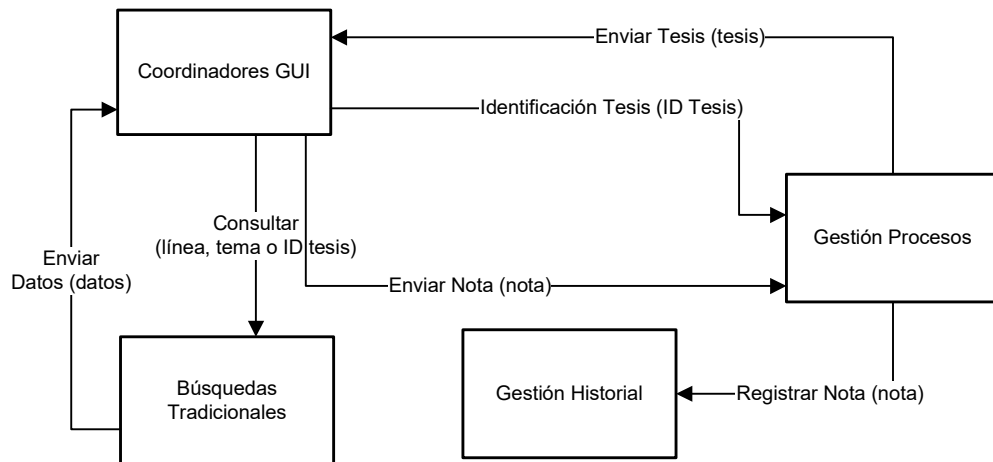 Enviar Tesis (tesis)
Coordinadores GUI
Identificación Tesis (ID Tesis)
Consultar
(línea, tema o ID tesis)
Gestión Procesos
Enviar
Datos (datos)
Enviar Nota (nota)
Búsquedas
Tradicionales
Gestión Historial
Registrar Nota (nota)